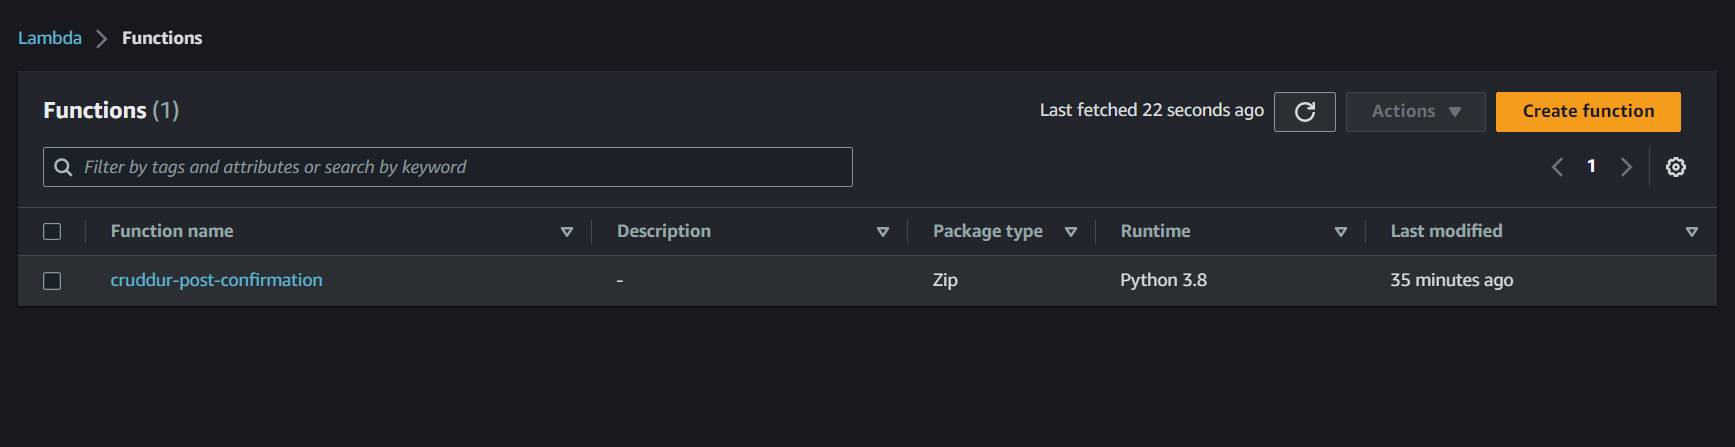 Lambda Functions
Functions (1)
Last fetched 22 seconds ago Actions Create function
Filter by tags and attributes or search by keyword
1
Function name Description Package type Runtime Last modified
cruddur-post-confirmation - Zip Python 3.8 35 minutes ago